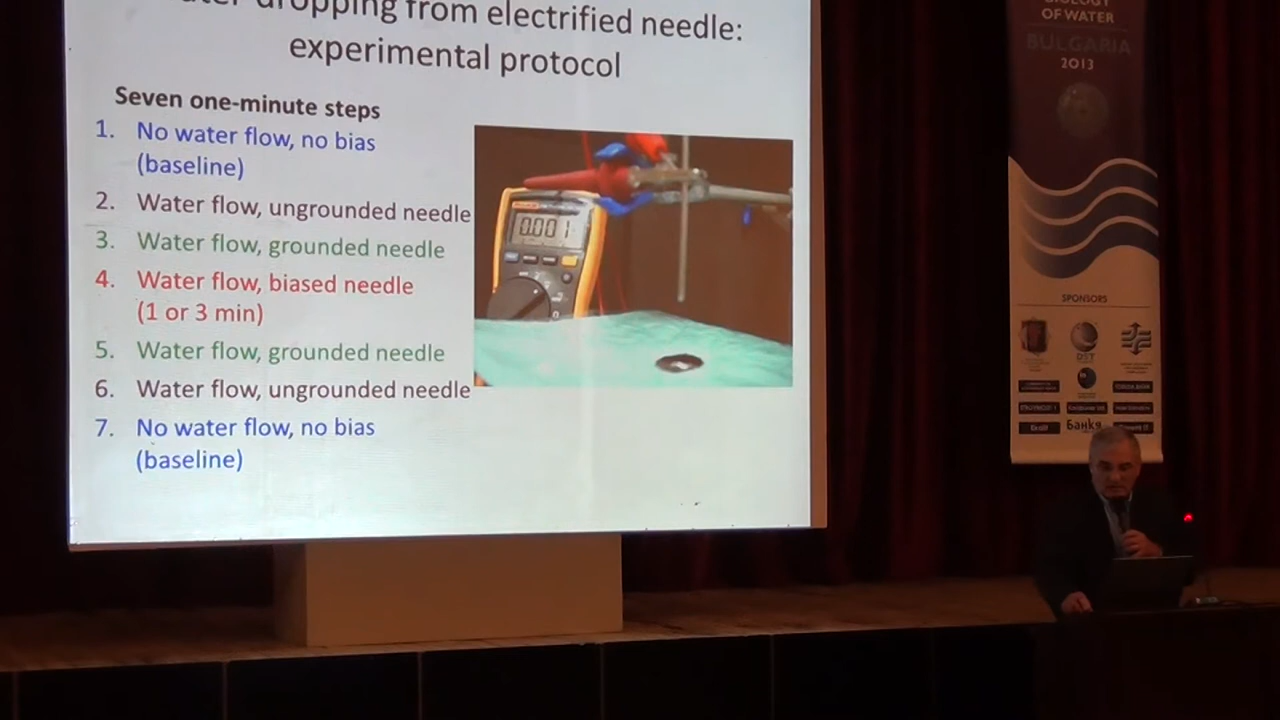 dropping from electrified needle:
experimental protocol
Seven one-minute steps
1. No water flow, no bias
(baseline)
2. Water flow, ungrounded needle
3. Water flow, grounded needle
4. Water flow, biased needle
(1 or 3 min)
5. Water flow, grounded needle
6. Water flow, ungrounded needle
7. No water flow, no bias
(baseline)
0.001
OF WATER
BULGARIA
2013
SPONSORS
DST
Банкя